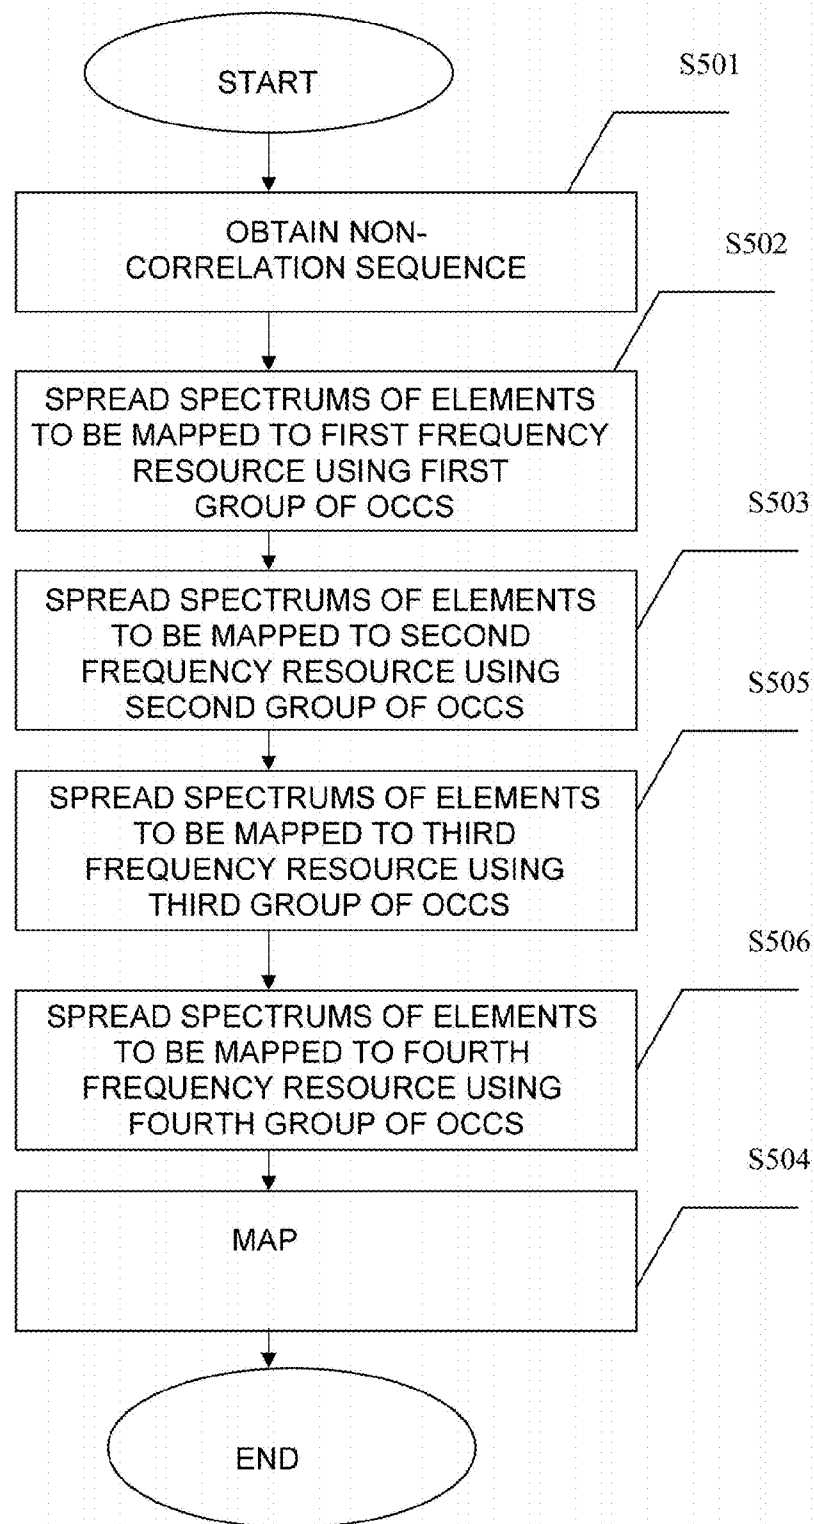 START
S501
OBTAIN NON-
CORRELATION SEQUENCE
S502
SPREAD SPECTRUMS OF ELEMENTS
TO BE MAPPED TO FIRST FREQUENCY
RESOURCE USING FIRST
GROUP OF OCCS
S503
SPREAD SPECTRUMS OF ELEMENTS
TO BE MAPPED TO SECOND
FREQUENCY RESOURCE USING
SECOND GROUP OF OCCS
S505
SPREAD SPECTRUMS OF ELEMENTS
TO BE MAPPED TO THIRD
FREQUENCY RESOURCE USING
THIRD GROUP OF OCCS
S506
SPREAD SPECTRUMS OF ELEMENTS
TO BE MAPPED TO FOURTH
FREQUENCY RESOURCE USING
FOURTH GROUP OF OCCS
S504
MAP
END